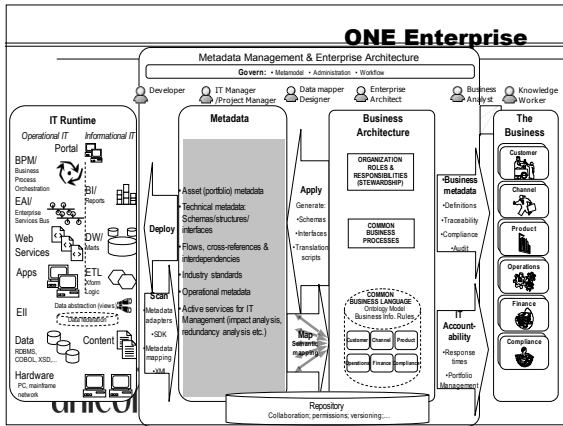 ONE Enterprise
Metadata Management & Enterprise Architecture
Govern: • Metamodel • Administration • Workflow
Developer
IT Manager
/Project Manager
Data mapper
Designer
Enterprise
Architect
Business
Analyst
Knowledge
Worker
IT Runtime
Operational IT
Informational IT
Portal
BPM/
Business
Process
Orchestration
BI/
Reports
EAI/
Enterprise
Services Bus
Web
Services
DW/
Marts
Apps
ETL
Xform
Logic
EII
Data abstraction (views)
Data federation
Data
RDBMS,
COBOL, XSD,...
Content
Hardware
PC, mainframe
network
Deploy
Scan
•Metadata
adapters
•SDK
•Metadata
mapping
•XMI
Metadata
• Asset (portfolio) metadata
• Technical metadata:
Schemas/structures/
interfaces
• Flows, cross-references &
interdependencies
• Industry standards
• Operational metadata
• Active services for IT
Management (impact analysis,
redundancy analysis etc.)
Apply
Generate:
•Schemas
•Interfaces
•Translation
scripts
Map
Semantic
mapping
Business
Architecture
ORGANIZATION
ROLES &
RESPONSIBILITIES
(STEWARDSHIP)
COMMON
BUSINESS
PROCESSES
COMMON
BUSINESS LANGUAGE
Ontology Model
Business Info. Rules
Customer
Channel
Product
Operations
Finance
Compliance
•Business
metadata
•Definitions
•Traceability
•Compliance
•Audit
IT
Account-
ability
•Response
times
•Portfolio
Management
The
Business
Customer
Channel
Product
Operations
Finance
Compliance
Repository
Collaboration; permissions; versioning;...